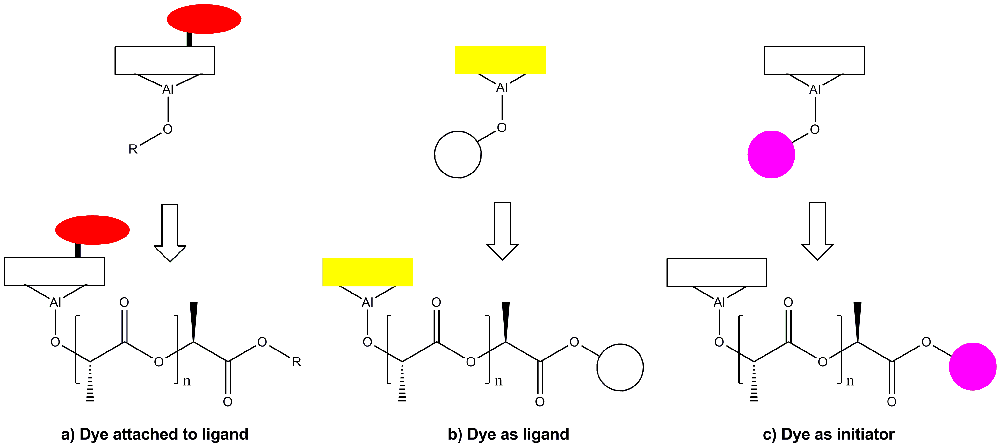 Al Al Al
O O O
R
Al O Al O Al O
O O O O O O
O R O O
n n n
O O O
a) Dye attached to ligand b) Dye as ligand c) Dye as initiator